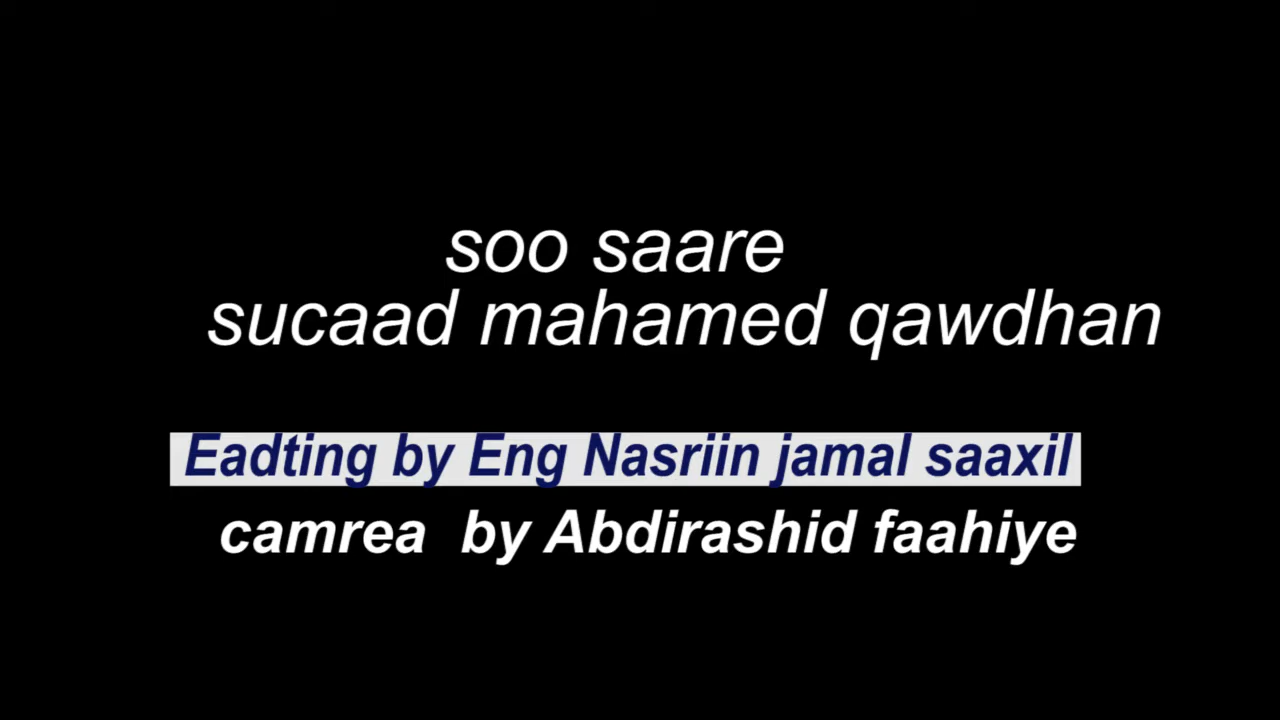 soo saare
sucaad mahamed qawdhan
Eadting by Eng Nasriin jamal saaxil
camrea by Abdirashid faahiye